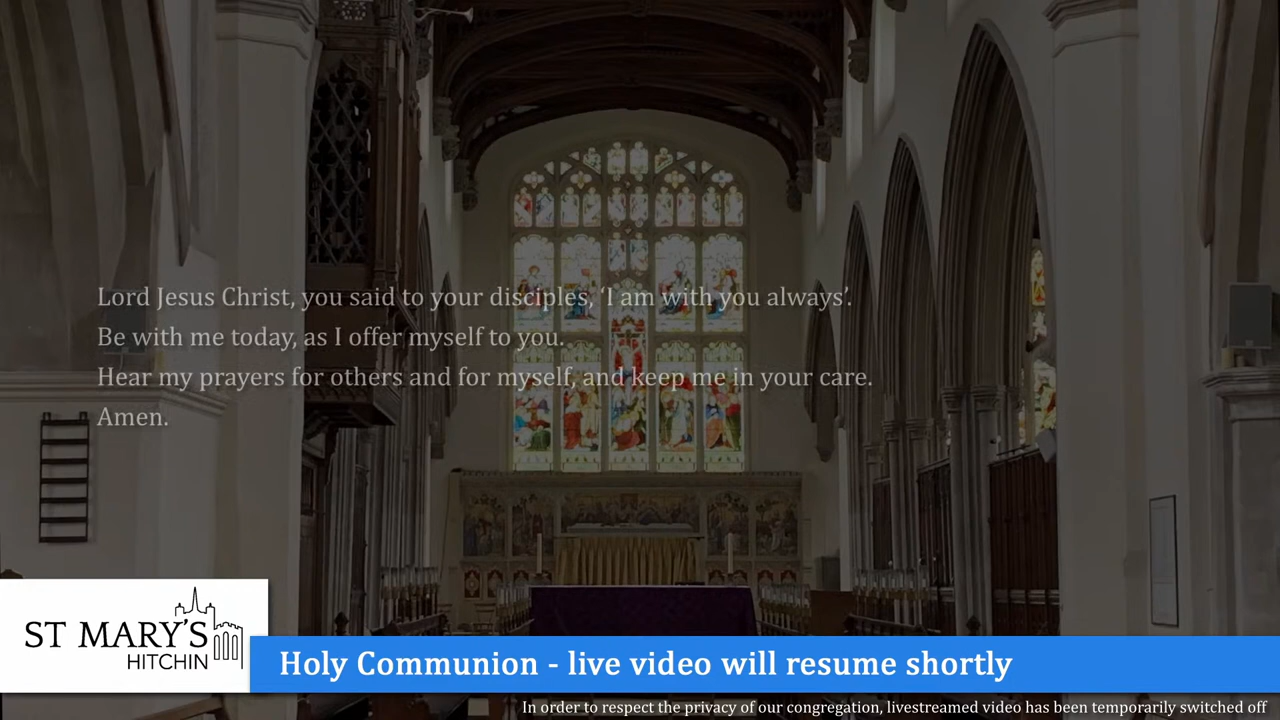 Lord Jesus Christ, you said to your disciples, ‘I am with you always’.
Be with me today, as I offer myself to you.
Hear my prayers for others and for myself, and keep me in your care.
Amen.
ST MARY'S
HITCHIN
Holy Communion - live video will resume shortly
In order to respect the privacy of our congregation, livestreamed video has been temporarily switched off